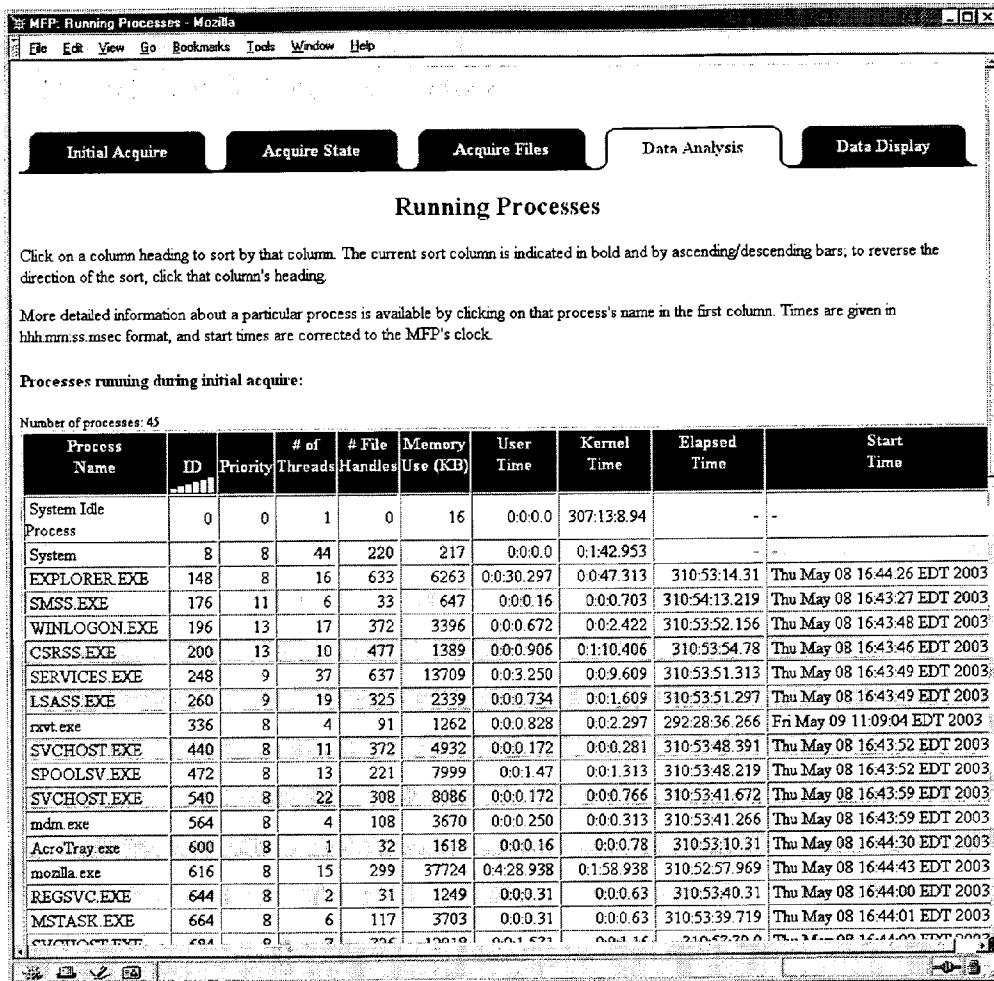 MFP: Running Processes - Mozilla
File Edit View Go Bookmarks Tools Window Help
Initial Acquire Acquire State Acquire Files Data Analysis Data Display
Running Processes
Click on a column heading to sort by that column. The current sort column is indicated in bold and by ascending/descending bars; to reverse the
direction of the sort, click that column's heading.
More detailed information about a particular process is available by clicking on that process's name in the first column. Times are given in
hhh:mm:ss.msec format, and start times are corrected to the MFP's clock.
Processes running during initial acquire:
Number of processes: 45
Process Name ID Priority # of Threads # File Handles Memory Use (KB) User Time Kernel Time Elapsed Time Start Time
System Idle Process 0 0 1 0 16 0:0:0.0 307:13:8.94 - -
System 8 8 44 220 217 0:0:0.0 0:1:42.953 - -
EXPLORER.EXE 148 8 16 633 6263 0:0:30.297 0:0:47.313 310:53:14.31 Thu May 08 16:44:26 EDT 2003
SMSS.EXE 176 11 6 33 647 0:0:0.16 0:0:0.703 310:54:13.219 Thu May 08 16:43:27 EDT 2003
WINLOGON.EXE 196 13 17 372 3396 0:0:0.672 0:0:2.422 310:53:52.156 Thu May 08 16:43:48 EDT 2003
CSRSS.EXE 200 13 10 477 1389 0:0:0.906 0:1:10.406 310:53:54.78 Thu May 08 16:43:46 EDT 2003
SERVICES.EXE 248 9 37 637 13709 0:0:3.250 0:0:9.609 310:53:51.313 Thu May 08 16:43:49 EDT 2003
LSASS.EXE 260 9 19 325 2339 0:0:0.734 0:0:1.609 310:53:51.297 Thu May 08 16:43:49 EDT 2003
rxvt.exe 336 8 4 91 1262 0:0:0.828 0:0:2.297 292:28:36.266 Fri May 09 11:09:04 EDT 2003
SVCHOST.EXE 440 8 11 372 4932 0:0:0.172 0:0:0.281 310:53:48.391 Thu May 08 16:43:52 EDT 2003
SPOOLSV.EXE 472 8 13 221 7999 0:0:1.47 0:0:1.313 310:53:48.219 Thu May 08 16:43:52 EDT 2003
SVCHOST.EXE 540 8 22 308 8086 0:0:0.172 0:0:0.766 310:53:41.672 Thu May 08 16:43:59 EDT 2003
mdm.exe 564 8 4 108 3670 0:0:0.250 0:0:0.313 310:53:41.266 Thu May 08 16:43:59 EDT 2003
AcroTray.exe 600 8 1 32 1618 0:0:0.16 0:0:0.78 310:53:10.31 Thu May 08 16:44:30 EDT 2003
mozilla.exe 616 8 15 299 37724 0:4:28.938 0:1:58.938 310:52:57.969 Thu May 08 16:44:43 EDT 2003
REGSVC.EXE 644 8 2 31 1249 0:0:0.31 0:0:0.63 310:53:40.31 Thu May 08 16:44:00 EDT 2003
MSTASK.EXE 664 8 6 117 3703 0:0:0.31 0:0:0.63 310:53:39.719 Thu May 08 16:44:01 EDT 2003